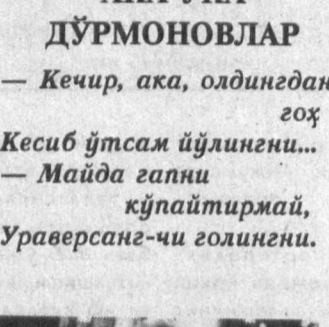 ДЎРМОНОВЛАР
— Кечир, ака, олдингдан
гоҳ
Кесиб ўтсам йўлингни...
— Майда гапни
кўпайтирмай,
Ураверсанг-чи голингни.